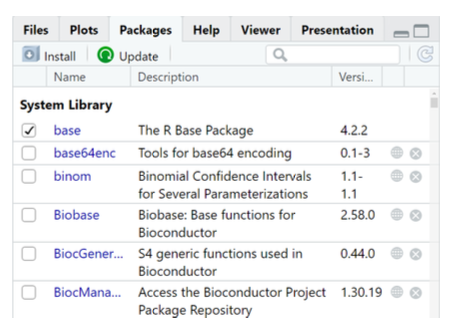 Files Plots Packages Help Viewer Presentation
Install Update
Name Description Versi...
System Library
base The R Base Package 4.2.2
base64enc Tools for base64 encoding 0.1-3
binom Binomial Confidence Intervals 1.1-
for Several Parameterizations 1.1
Biobase Biobase: Base functions for 2.58.0
Bioconductor
BiocGener... S4 generic functions used in 0.44.0
Bioconductor
BiocMana... Access the Bioconductor Project 1.30.19
Package Repository